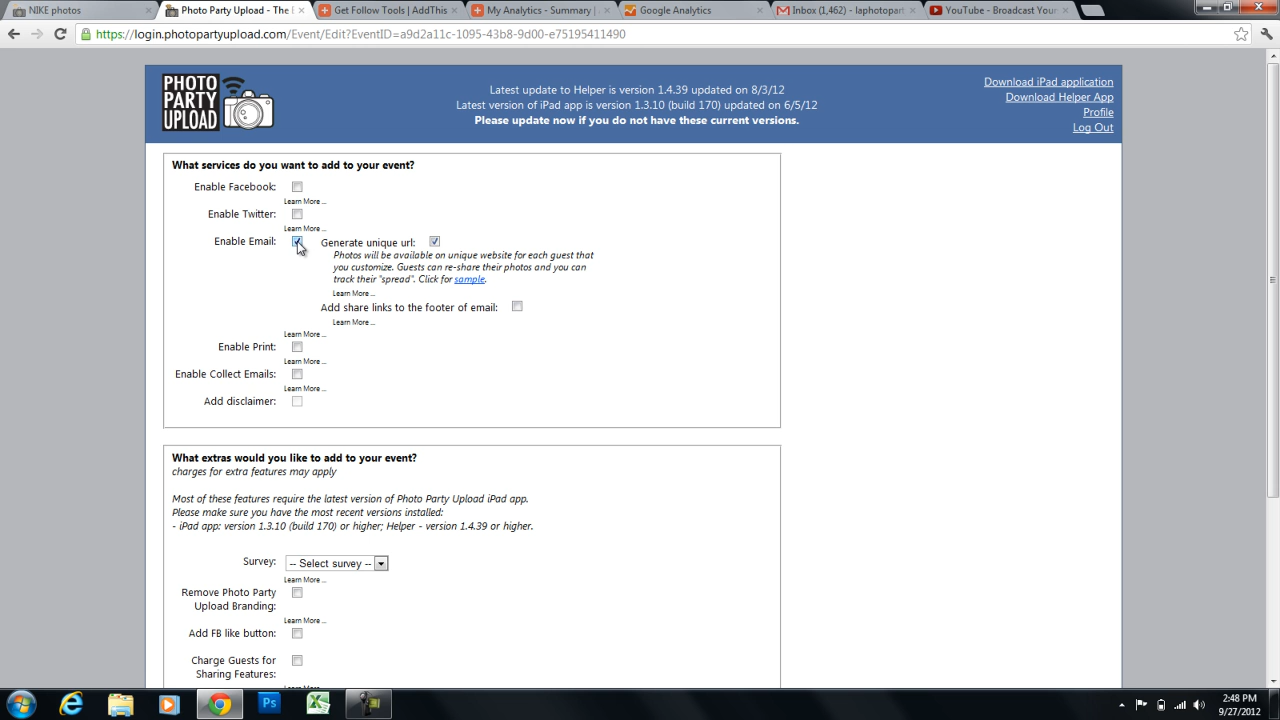 NIKE photos
Photo Party Upload - The E
Get Follow Tools | AddThis
My Analytics - Summary |
Google Analytics
Inbox (1,462) - laphotopart
YouTube - Broadcast Your
https://login.photopartyupload.com/Event/Edit?EventID=a9d2a11c-1095-43b8-9d00-e75195411490
PHOTO
PARTY
UPLOAD
Latest update to Helper is version 1.4.39 updated on 8/3/12
Latest version of iPad app is version 1.3.10 (build 170) updated on 6/5/12
Please update now if you do not have these current versions.
Download iPad application
Download Helper App
Profile
Log Out
What services do you want to add to your event?
Enable Facebook:
Learn More ...
Enable Twitter:
Learn More ...
Enable Email:
Generate unique url:
Photos will be available on unique website for each guest that
you customize. Guests can re-share their photos and you can
track their "spread". Click for sample.
Learn More ...
Add share links to the footer of email:
Learn More ...
Learn More ...
Enable Print:
Learn More ...
Enable Collect Emails:
Learn More ...
Add disclaimer:
What extras would you like to add to your event?
charges for extra features may apply
Most of these features require the latest version of Photo Party Upload iPad app.
Please make sure you have the most recent versions installed:
- iPad app: version 1.3.10 (build 170) or higher; Helper - version 1.4.39 or higher.
Survey:
-- Select survey --
Learn More ...
Remove Photo Party
Upload Branding:
Learn More ...
Add FB like button:
Charge Guests for
Sharing Features:
Learn More ...
Ps
2:48 PM
9/27/2012